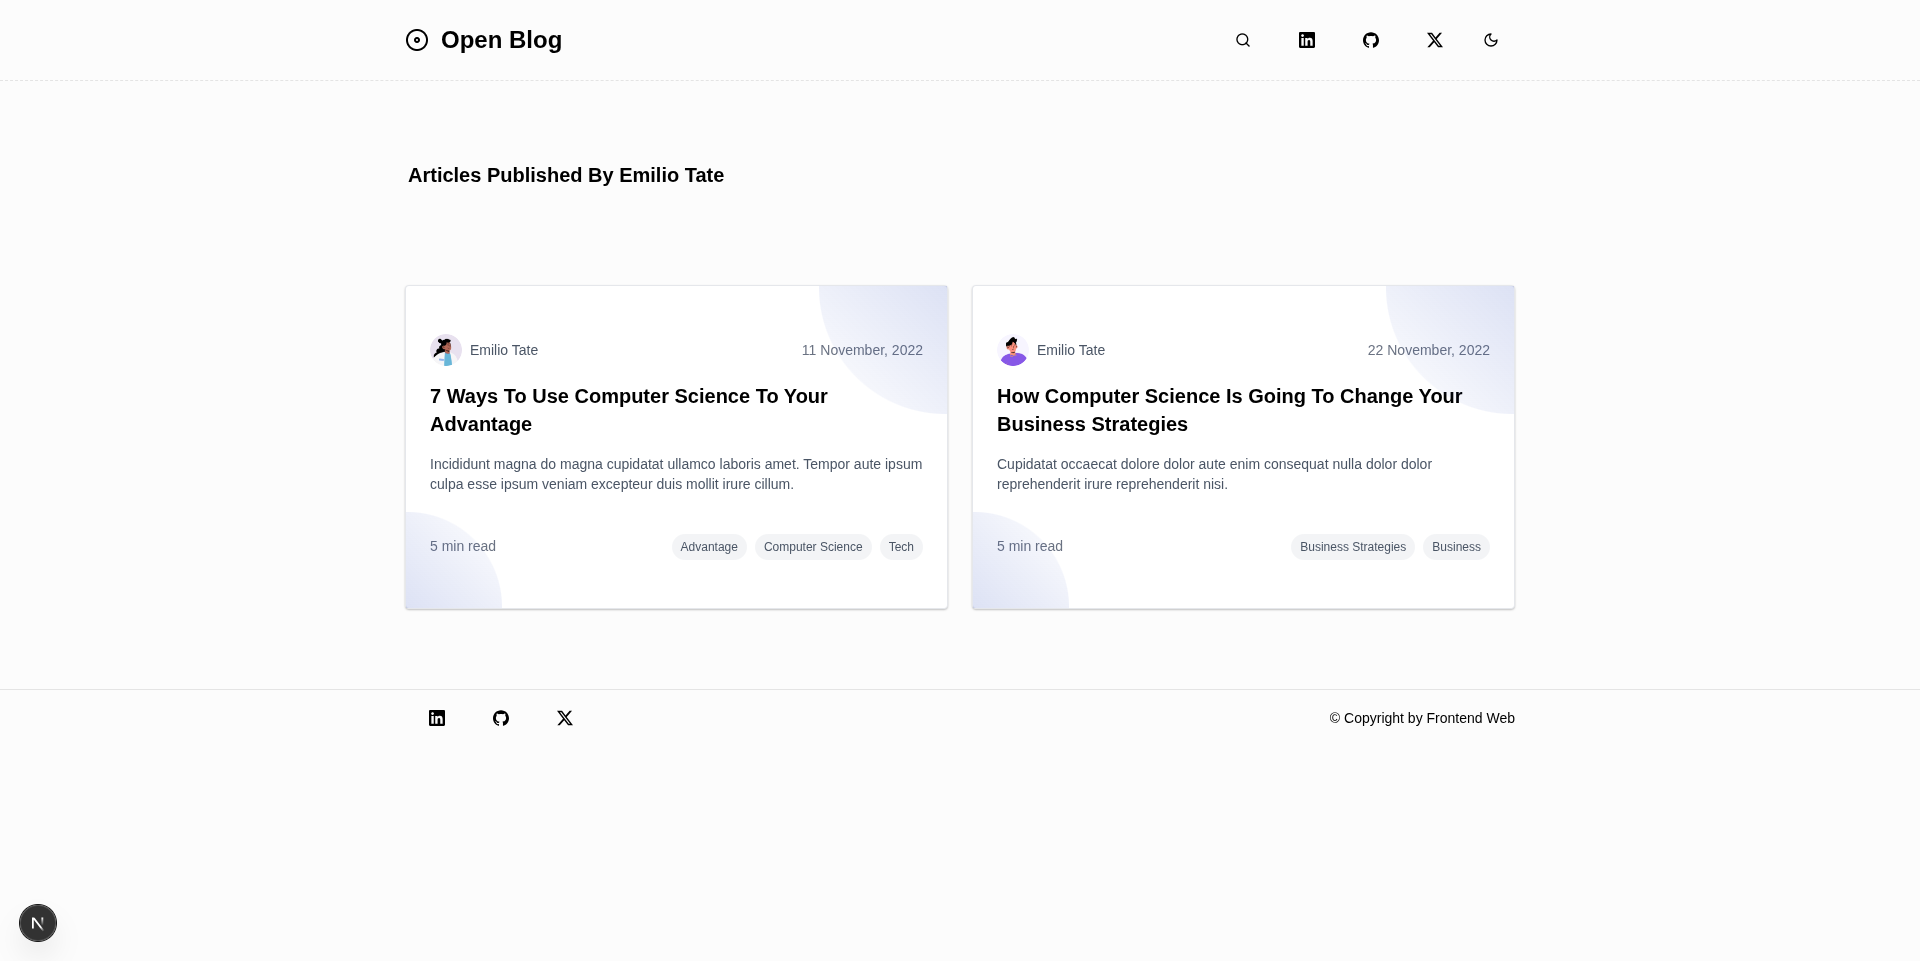 Open Blog
Articles Published By Emilio Tate
Emilio Tate
11 November, 2022
7 Ways To Use Computer Science To Your
Advantage
Incididunt magna do magna cupidatat ullamco laboris amet. Tempor aute ipsum
culpa esse ipsum veniam excepteur duis mollit irure cillum.
5 min read
Advantage
Computer Science
Tech
Emilio Tate
22 November, 2022
How Computer Science Is Going To Change Your
Business Strategies
Cupidatat occaecat dolore dolor aute enim consequat nulla dolor dolor
reprehenderit irure reprehenderit nisi.
5 min read
Business Strategies
Business
© Copyright by Frontend Web